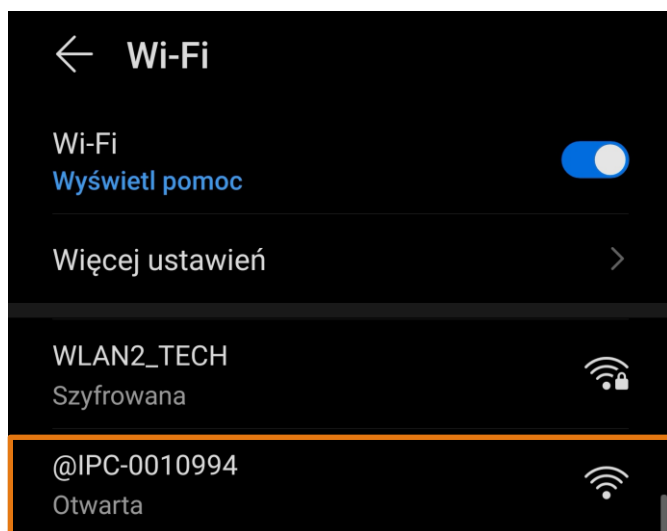 Wi-Fi
Wi-Fi
Wyświetl pomoc
Więcej ustawień
WLAN2_TECH
Szyfrowana
@IPC-0010994
Otwarta